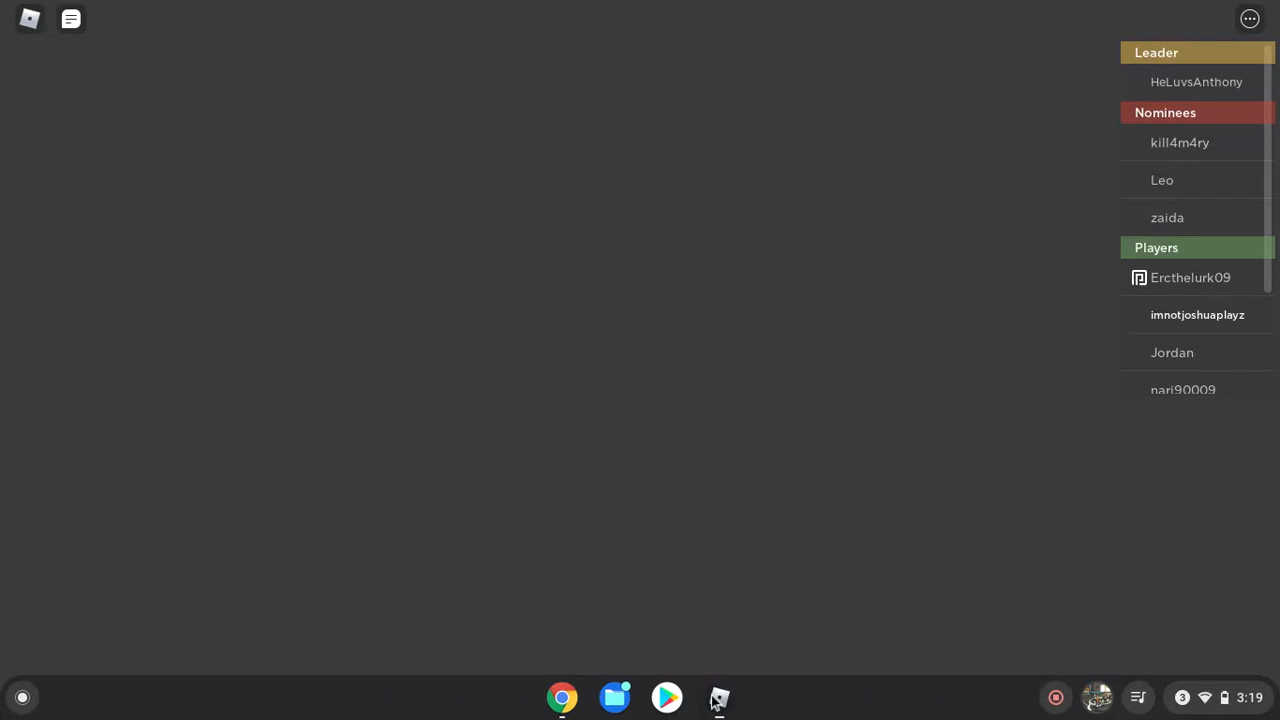 Leader
HeLuvsAnthony
Nominees
kill4m4ry
Leo
zaida
Players
Ercthelurk09
imnotjoshuaplayz
Jordan
nari90009
3 3:19